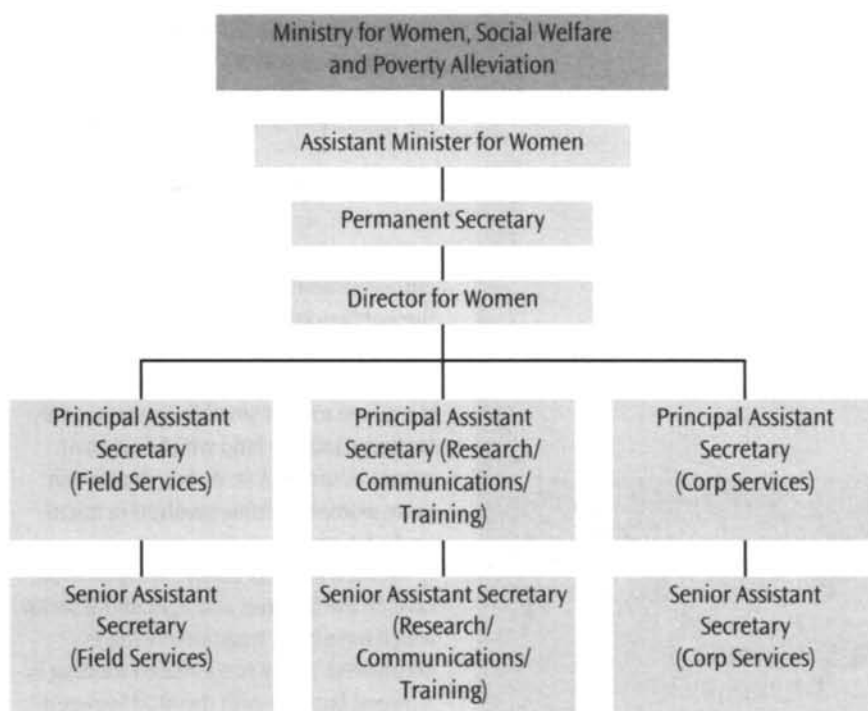 Ministry for Women, Social Welfare
and Poverty Alleviation
Assistant Minister for Women
Permanent Secretary
Director for Women
Principal Assistant
Secretary
(Field Services)
Principal Assistant
Secretary (Research/
Communications/
Training)
Principal Assistant
Secretary
(Corp Services)
Senior Assistant
Secretary
(Field Services)
Senior Assistant Secretary
(Research/
Communications/
Training)
Senior Assistant
Secretary
(Corp Services)